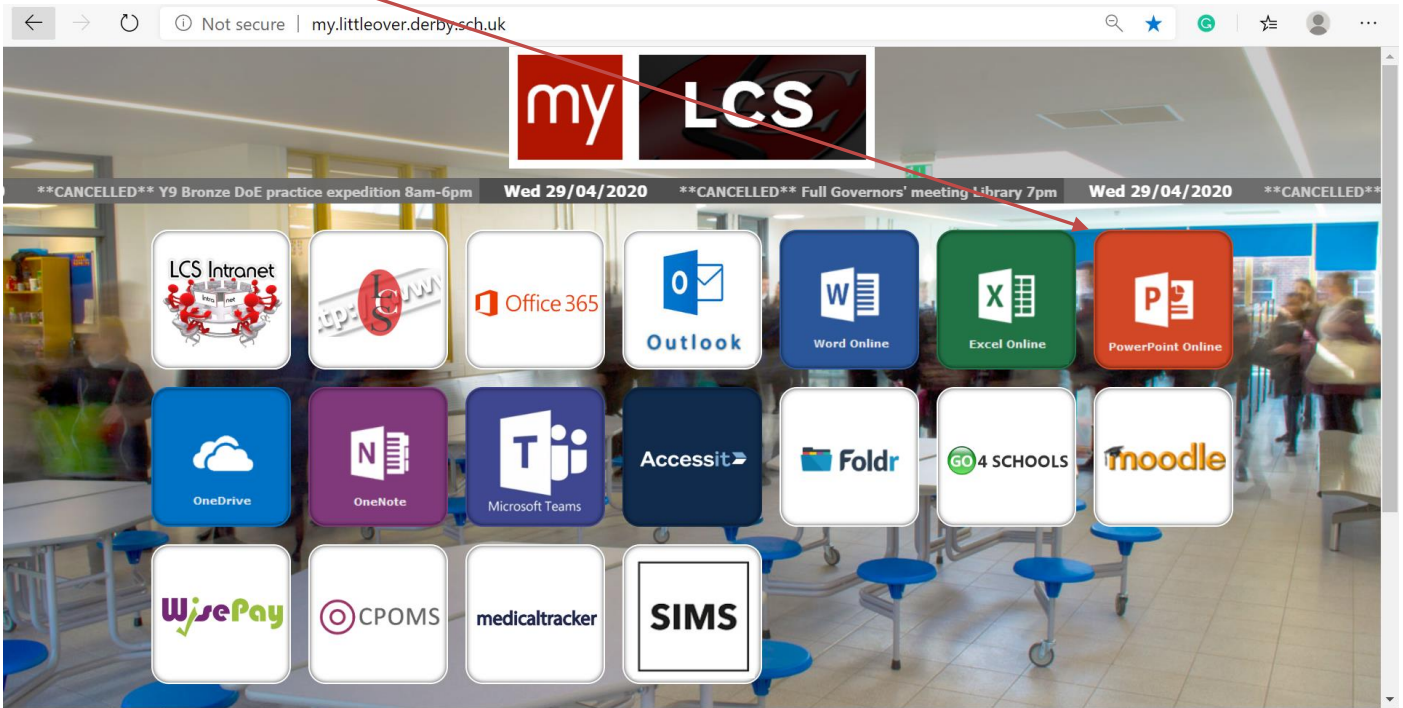 Not secure | my.littleover.derby.sch.uk
my LCS
**CANCELLED** Y9 Bronze DoE practice expedition 8am-6pm Wed 29/04/2020 **CANCELLED** Full Governors' meeting Library 7pm Wed 29/04/2020 **CANCELLED**
LCS Intranet
Intra net
LCS
Office 365
Outlook
Word Online
Excel Online
PowerPoint Online
OneDrive
OneNote
Microsoft Teams
Accessit
Foldr
GO 4 SCHOOLS
moodle
WisePay
CPOMS
medicaltracker
SIMS